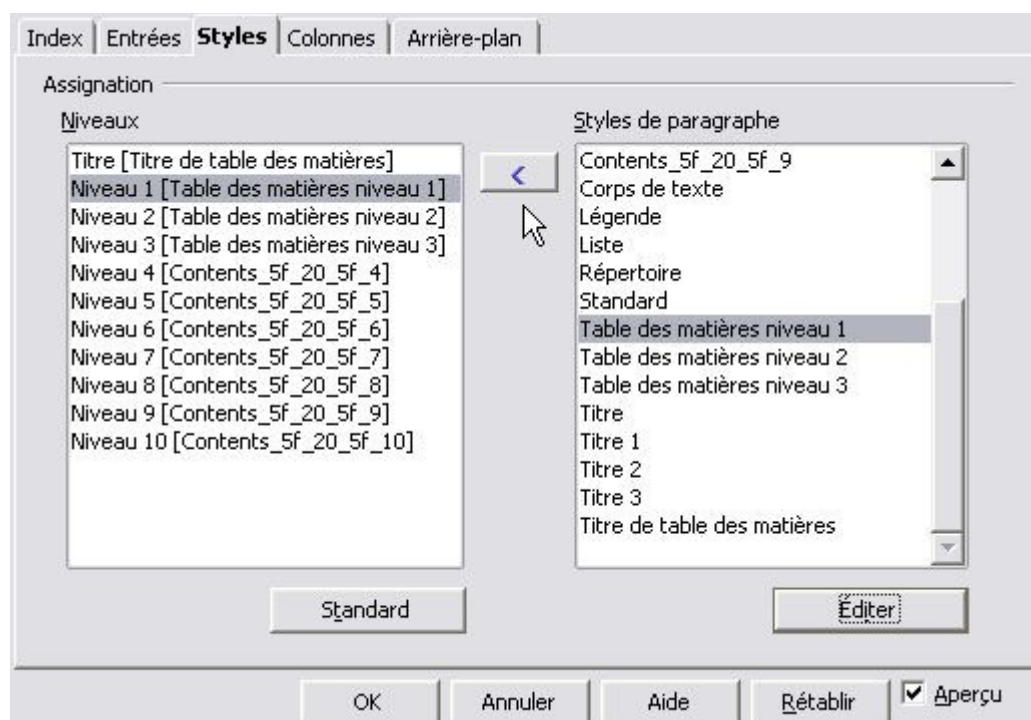 Index Entrées Styles Colonnes Arrière-plan
Assignation
Niveaux
Titre [Titre de table des matières]
Niveau 1 [Table des matières niveau 1]
Niveau 2 [Table des matières niveau 2]
Niveau 3 [Table des matières niveau 3]
Niveau 4 [Contents_5f_20_5f_4]
Niveau 5 [Contents_5f_20_5f_5]
Niveau 6 [Contents_5f_20_5f_6]
Niveau 7 [Contents_5f_20_5f_7]
Niveau 8 [Contents_5f_20_5f_8]
Niveau 9 [Contents_5f_20_5f_9]
Niveau 10 [Contents_5f_20_5f_10]
Standard
<
Styles de paragraphe
Contents_5f_20_5f_9
Corps de texte
Légende
Liste
Répertoire
Standard
Table des matières niveau 1
Table des matières niveau 2
Table des matières niveau 3
Titre
Titre 1
Titre 2
Titre 3
Titre de table des matières
Éditer
OK Annuler Aide Rétablir Aperçu